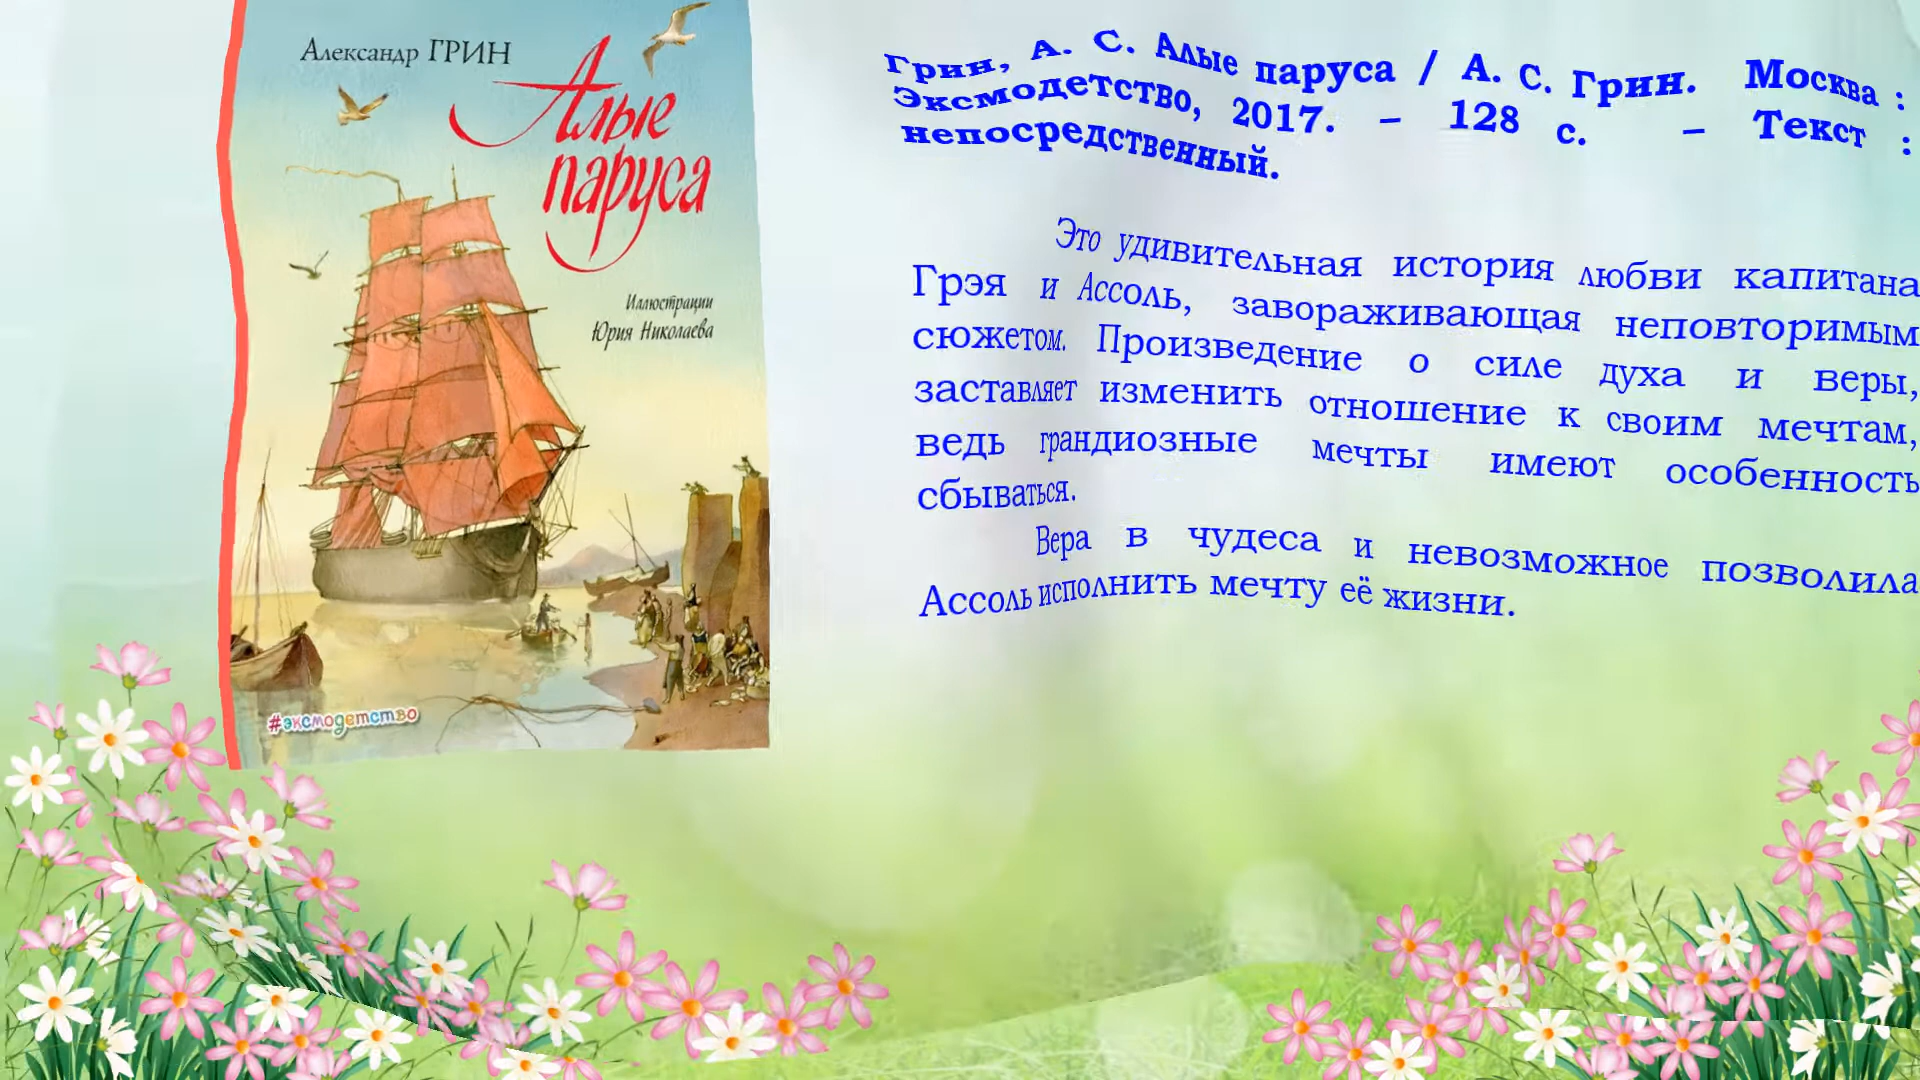 Александр ГРИН
Алые
паруса
Иллюстрации
Юрия Николаева
#эксмодетство
Грин, А. С. Алые паруса / А. С. Грин. Москва :
Эксмодетство, 2017. – 128 с. – Текст :
непосредственный.
Это удивительная история любви капитана
Грэя и Ассоль, завораживающая неповторимым
сюжетом. Произведение о силе духа и веры,
заставляет изменить отношение к своим мечтам,
ведь грандиозные мечты имеют особенность
сбываться.
Вера в чудеса и невозможное позволила
Ассоль исполнить мечту её жизни.